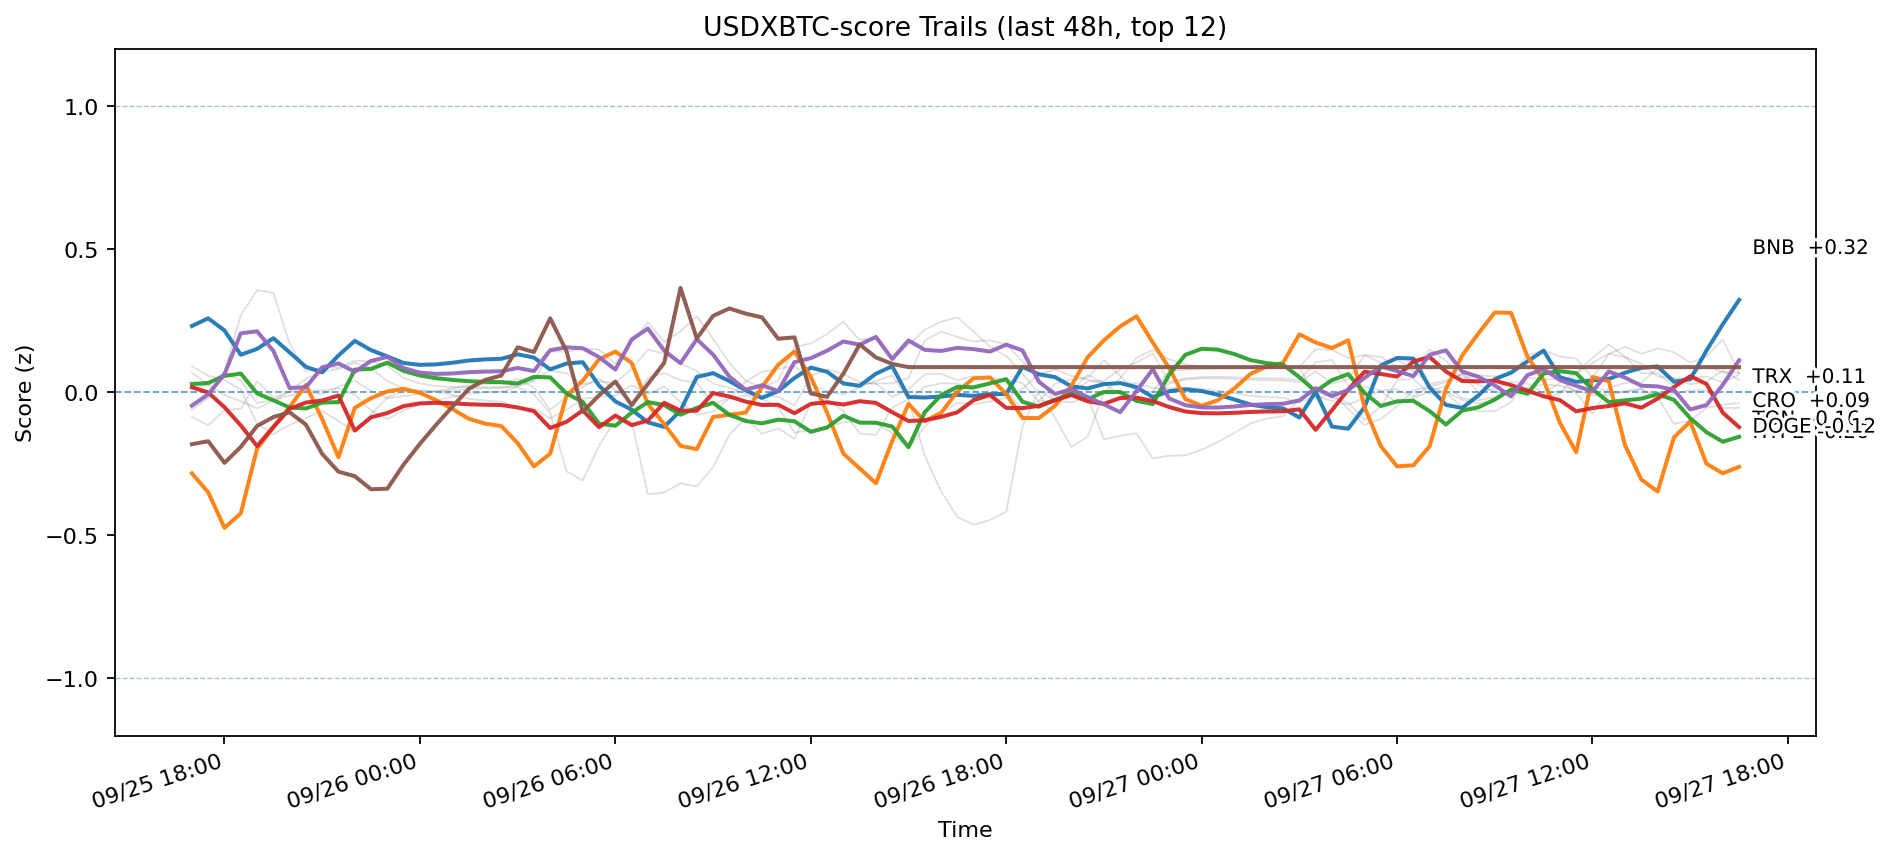 USDXBTC-score Trails (last 48h, top 12)
Score (z)
1.0
0.5
0.0
−0.5
−1.0
BNB +0.32
TRX +0.11
CRO +0.09
DOGE -0.12
09/25 18:00
09/26 00:00
09/26 06:00
09/26 12:00
09/26 18:00
09/27 00:00
09/27 06:00
09/27 12:00
09/27 18:00
Time